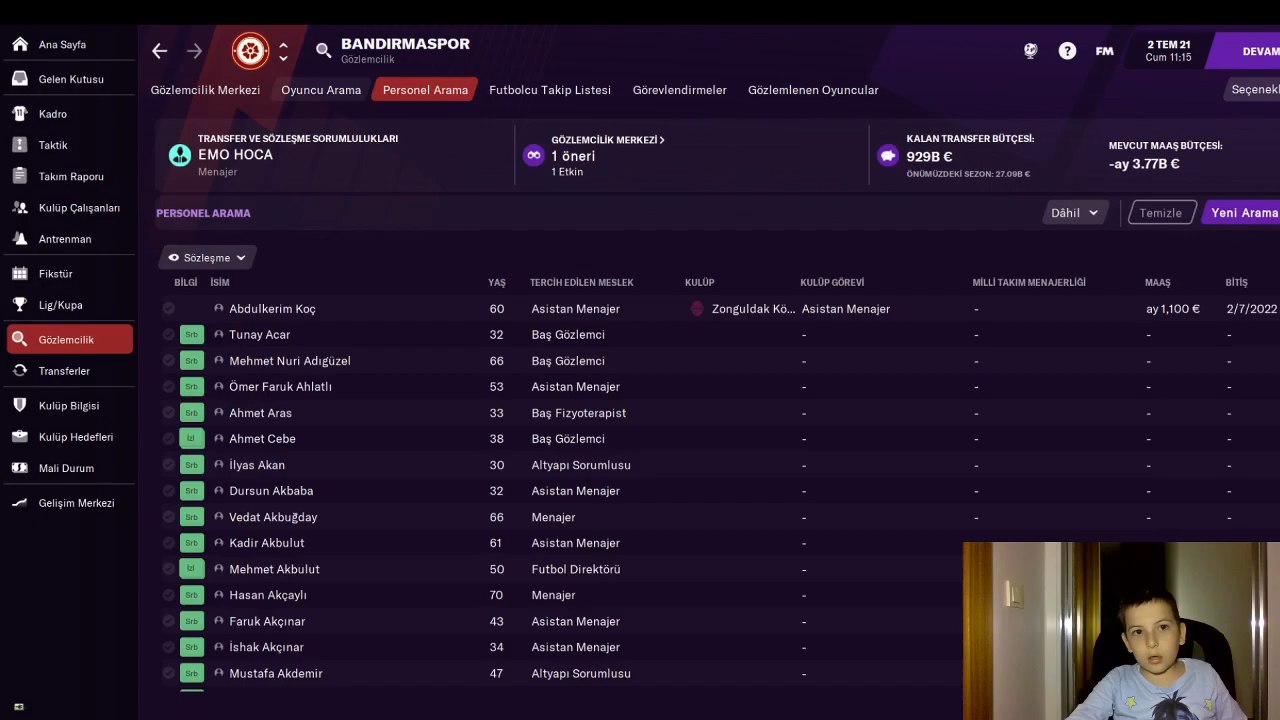 Ana Sayfa
Gelen Kutusu
Kadro
Taktik
Takım Raporu
Kulüp Çalışanları
Antrenman
Fikstür
Lig/Kupa
Gözlemcilik
Transferler
Kulüp Bilgisi
Kulüp Hedefleri
Mali Durum
Gelişim Merkezi
BANDIRMASPOR
Gözlemcilik
FM
2 TEM 21
Cum 11:15
DEVAM
Gözlemcilik Merkezi Oyuncu Arama Personel Arama Futbolcu Takip Listesi Görevlendirmeler Gözlemlenen Oyuncular Seçenekl
TRANSFER VE SÖZLEŞME SORUMLULUKLARI
EMO HOCA
Menajer
GÖZLEMCİLİK MERKEZİ
1 öneri
1 Etkin
KALAN TRANSFER BÜTÇESİ:
929B €
ÖNÜMÜZDEKİ SEZON: 27.09B €
MEVCUT MAAŞ BÜTÇESİ:
-ay 3.77B €
PERSONEL ARAMA Dâhil Temizle Yeni Arama
Sözleşme
BİLGİ İSİM YAŞ TERCİH EDİLEN MESLEK KULÜP KULÜP GÖREVİ MİLLİ TAKIM MENAJERLİĞİ MAAŞ BİTİŞ
Abdulkerim Koç 60 Asistan Menajer Zonguldak Kö... Asistan Menajer - ay 1,100 € 2/7/2022
Srb Tunay Acar 32 Baş Gözlemci - - - -
Srb Mehmet Nuri Adıgüzel 66 Baş Gözlemci - - - -
Srb Ömer Faruk Ahlatlı 53 Asistan Menajer - - - -
Srb Ahmet Aras 33 Baş Fizyoterapist - - - -
İzl Ahmet Cebe 38 Baş Gözlemci - - - -
Srb İlyas Akan 30 Altyapı Sorumlusu - - - -
Srb Dursun Akbaba 32 Asistan Menajer - - - -
Srb Vedat Akbuğday 66 Menajer - - - -
Srb Kadir Akbulut 61 Asistan Menajer -
İzl Mehmet Akbulut 50 Futbol Direktörü -
Srb Hasan Akçaylı 70 Menajer -
Srb Faruk Akçınar 43 Asistan Menajer -
Srb İshak Akçınar 34 Asistan Menajer -
Srb Mustafa Akdemir 47 Altyapı Sorumlusu -